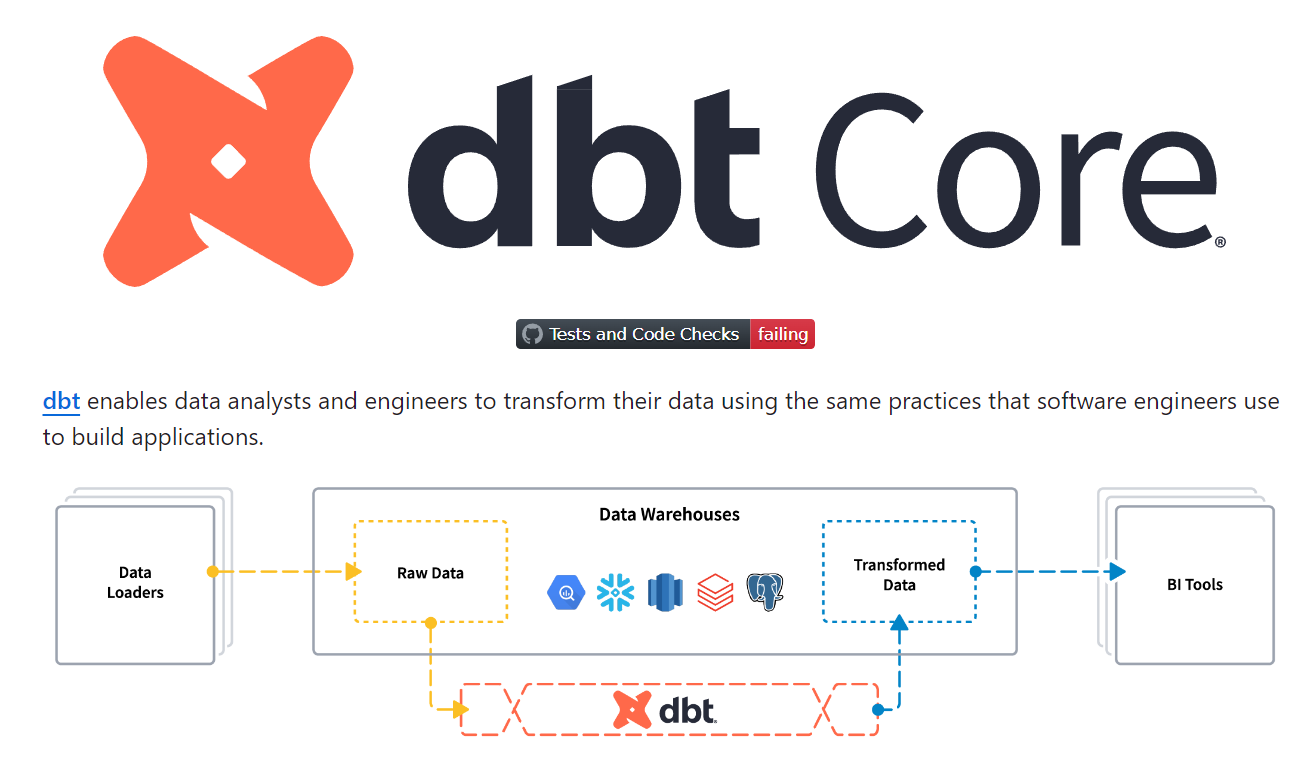 dbt Core®
Tests and Code Checks failing
dbt enables data analysts and engineers to transform their data using the same practices that software engineers use
to build applications.
Data Warehouses
Data
Loaders
Raw Data
Transformed
Data
BI Tools
dbt